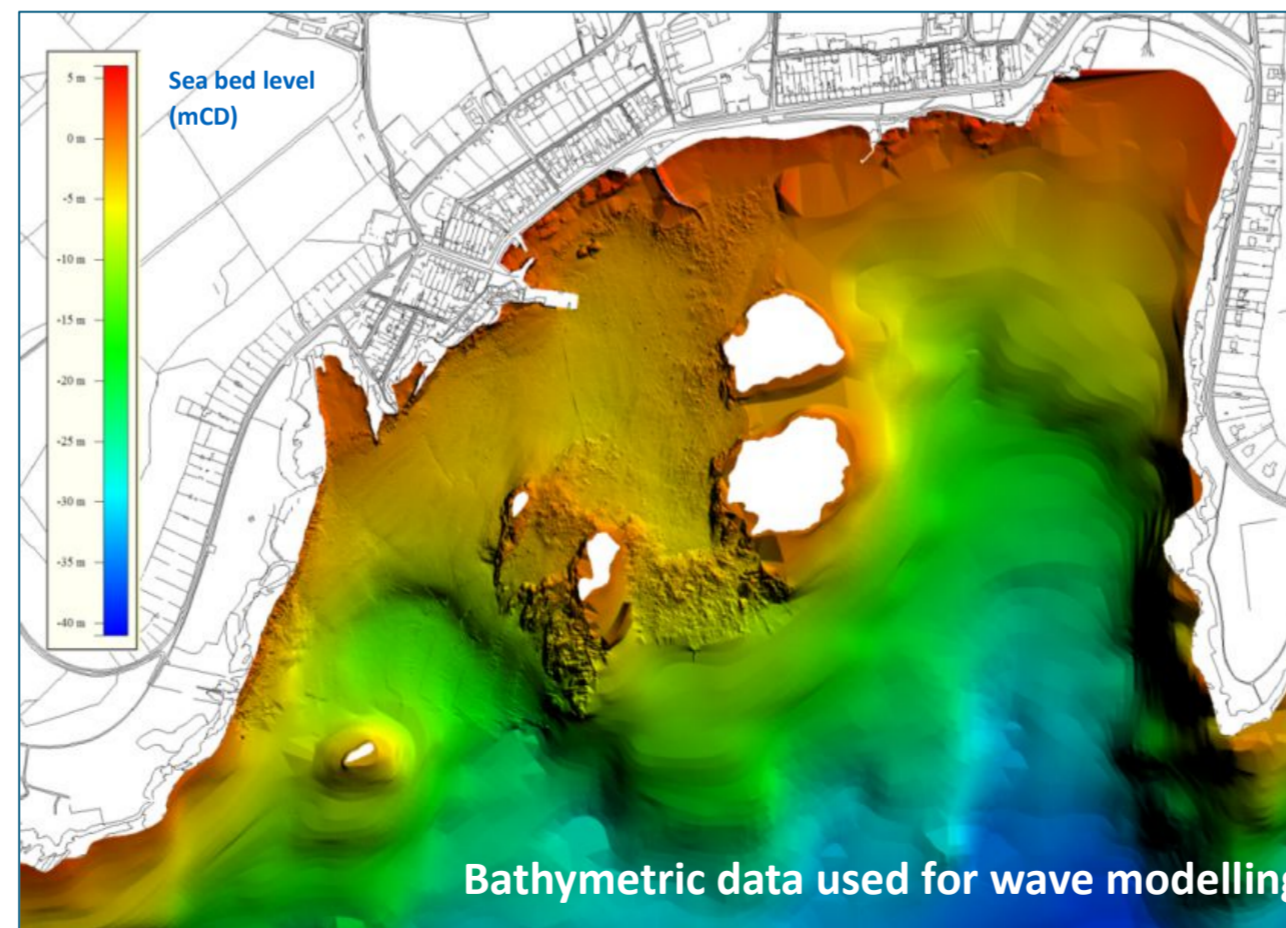 Sea bed level
(mCD)
5 m
0 m
-5 m
-10 m
-15 m
-20 m
-25 m
-30 m
-35 m
-40 m
Bathymetric data used for wave modelling